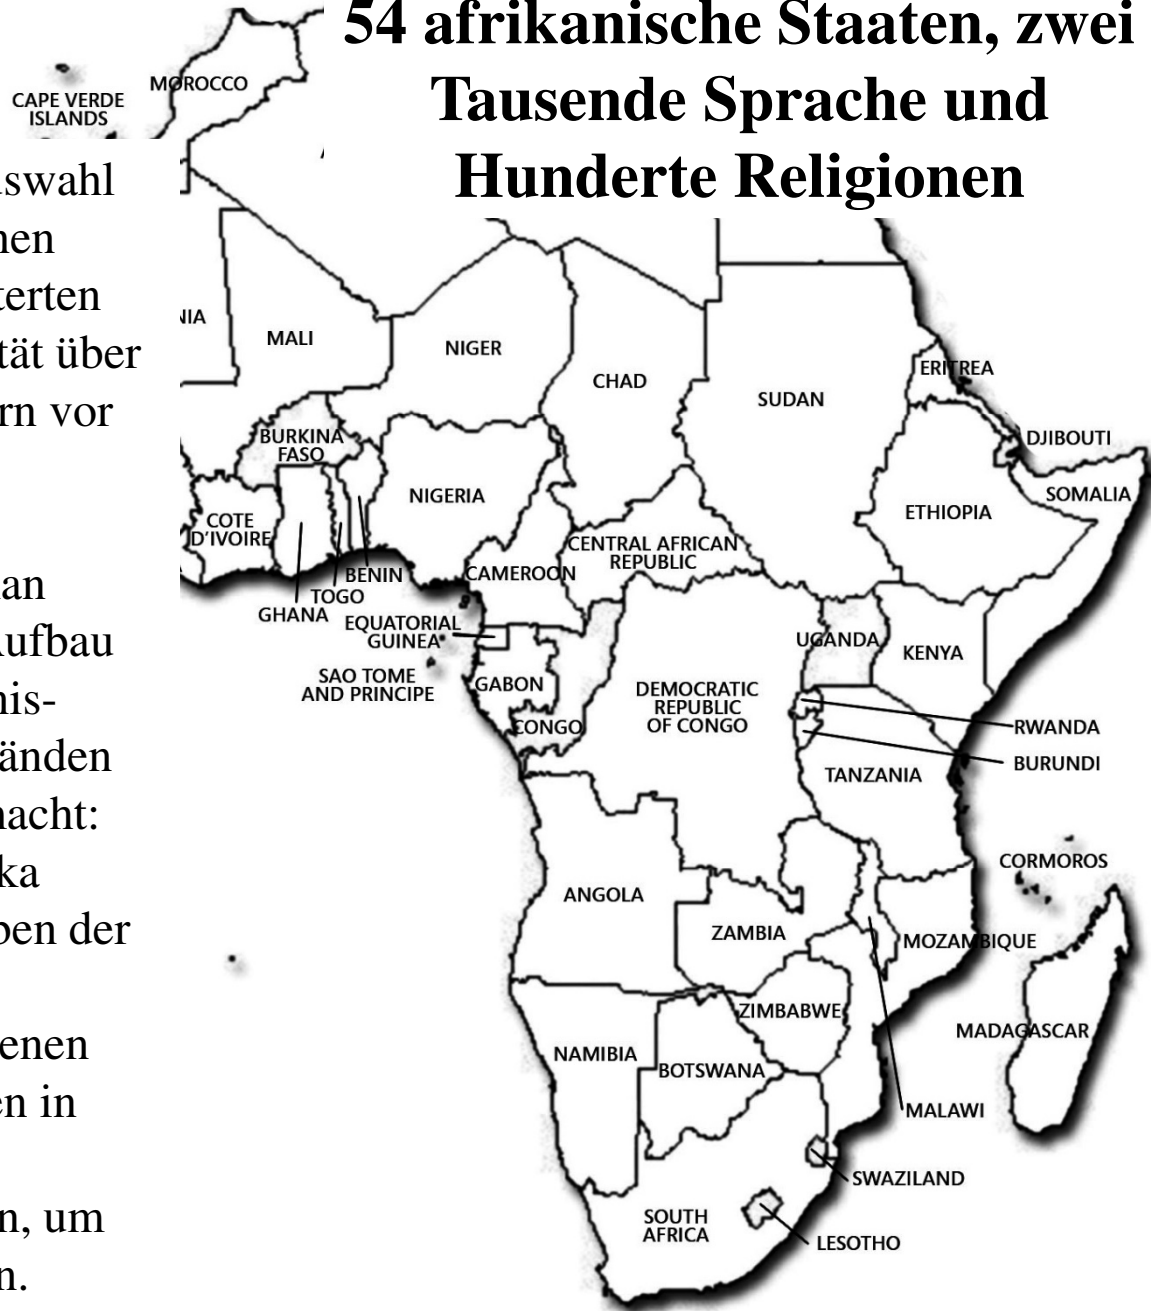 54 afrikanische Staaten, zwei
Tausende Sprache und
Hunderte Religionen
MOROCCO
CAPE VERDE
ISLANDS
swahl
nen
terten
tät über
rn vor
an
ufbau
nis-
änden
nacht:
ka
ben der
enen
en in
n, um
n.
NIA
MALI
NIGER
CHAD
SUDAN
ERITREA
DJIBOUTI
SOMALIA
ETHIOPIA
BURKINA
FASO
NIGERIA
COTE
D'IVOIRE
CENTRAL AFRICAN
REPUBLIC
CAMEROON
BENIN
TOGO
GHANA
EQUATORIAL
GUINEA
SAO TOME
AND PRINCIPE
GABON
CONGO
DEMOCRATIC
REPUBLIC
OF CONGO
UGANDA
KENYA
RWANDA
BURUNDI
TANZANIA
CORMOROS
ANGOLA
ZAMBIA
MOZAMBIQUE
ZIMBABWE
MADAGASCAR
NAMIBIA
BOTSWANA
MALAWI
SWAZILAND
SOUTH
AFRICA
LESOTHO